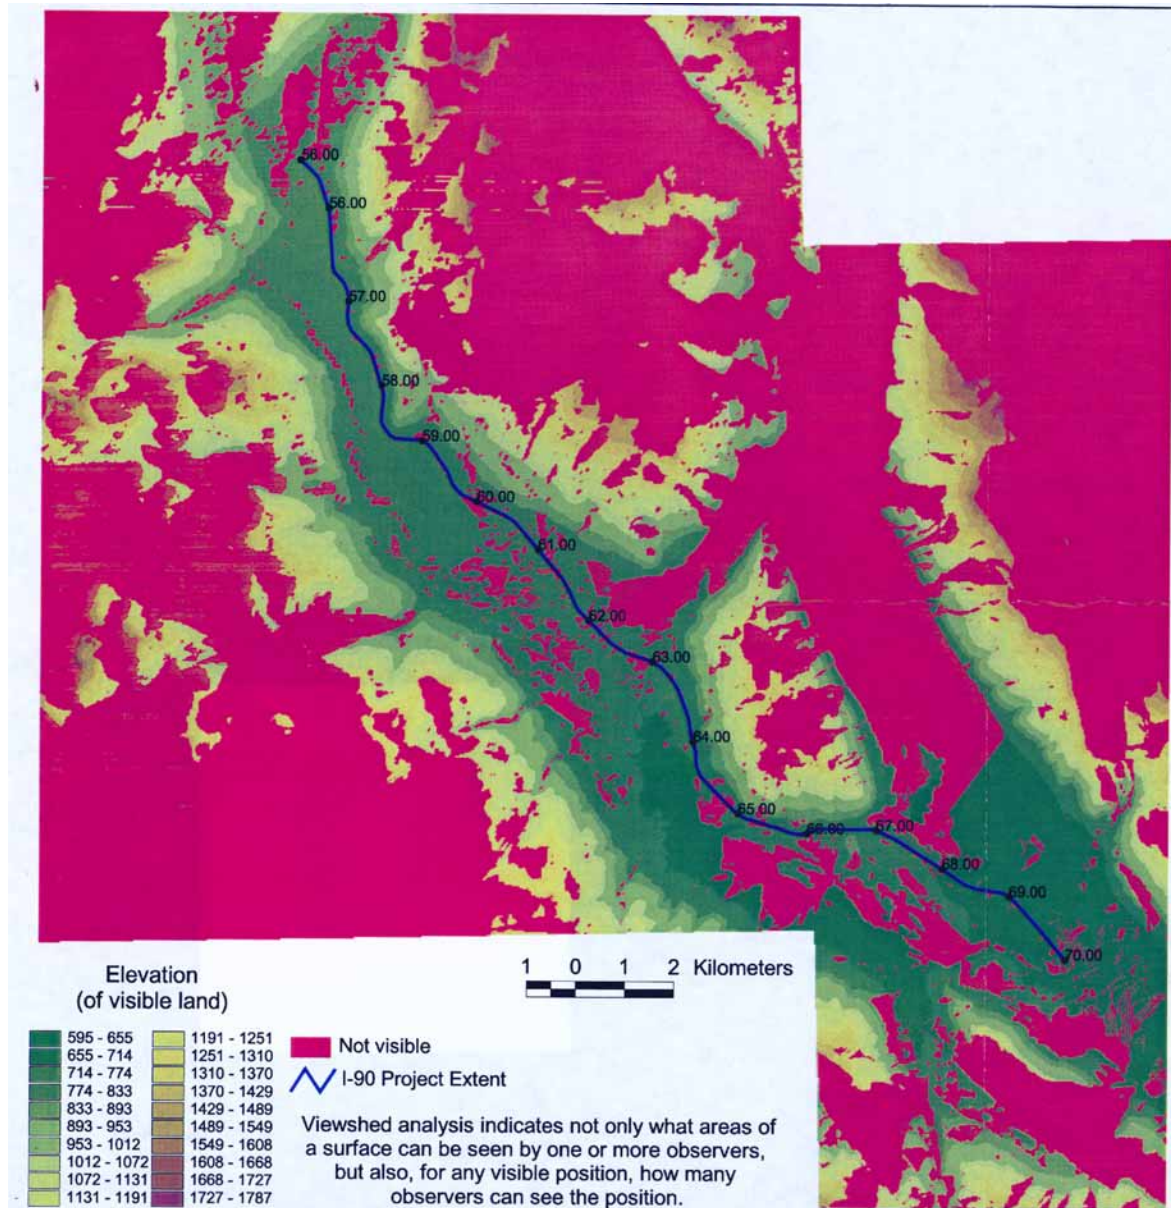 56.00
56.00
57.00
58.00
59.00
60.00
61.00
62.00
63.00
64.00
65.00
66.00
67.00
68.00
69.00
70.00
Elevation
(of visible land)
595 - 655
655 - 714
714 - 774
774 - 833
833 - 893
893 - 953
953 - 1012
1012 - 1072
1072 - 1131
1131 - 1191
1191 - 1251
1251 - 1310
1310 - 1370
1370 - 1429
1429 - 1489
1489 - 1549
1549 - 1608
1608 - 1668
1668 - 1727
1727 - 1787
1 0 1 2 Kilometers
Not visible
I-90 Project Extent
Viewshed analysis indicates not only what areas of
a surface can be seen by one or more observers,
but also, for any visible position, how many
observers can see the position.